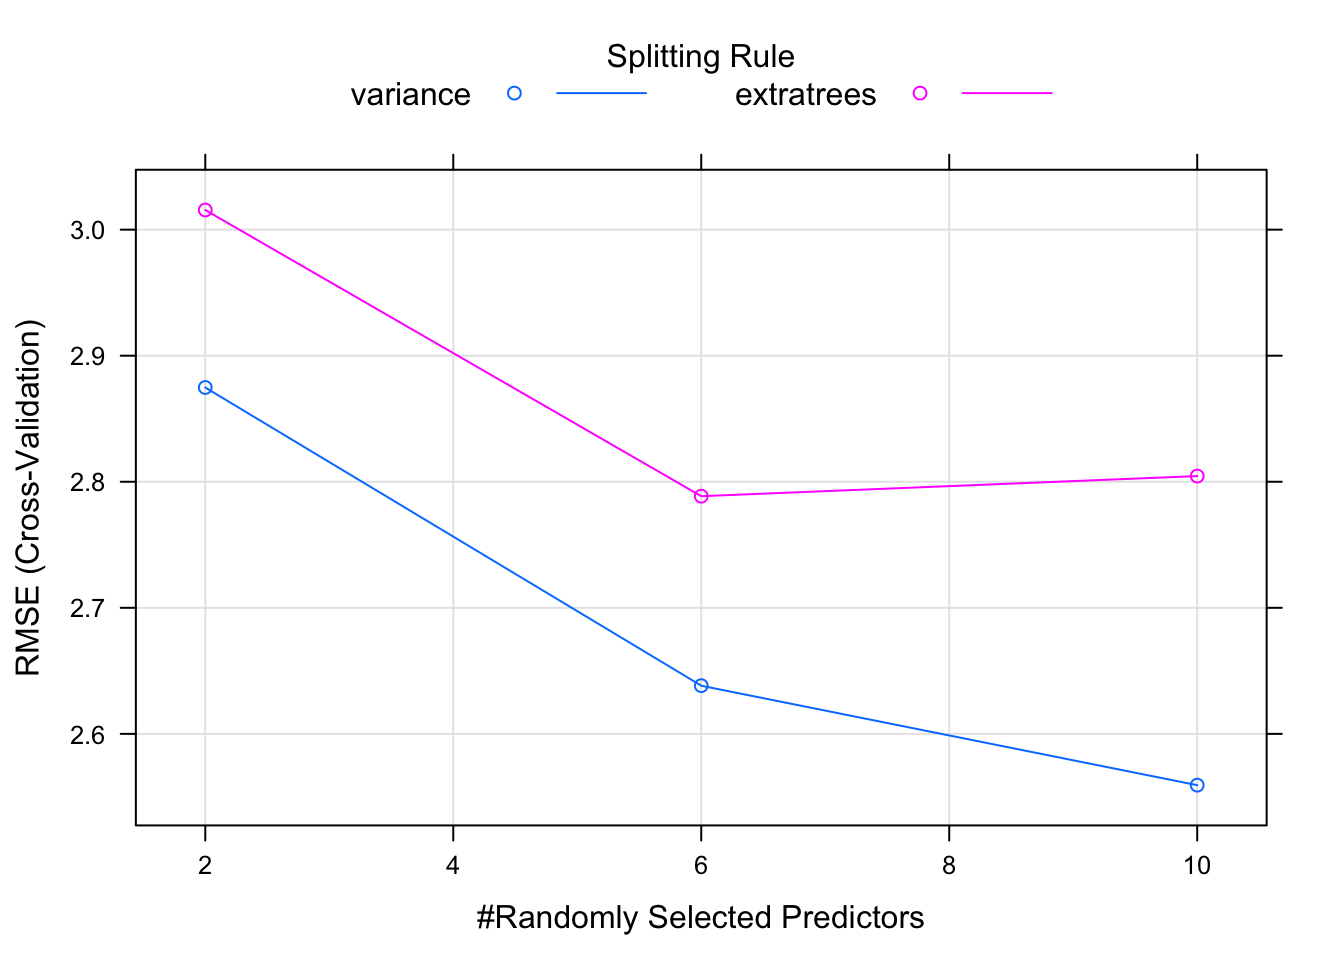 Splitting Rule
variance extratrees
3.0
2.9
2.8
2.7
2.6
RMSE (Cross-Validation)
2 4 6 8 10
#Randomly Selected Predictors